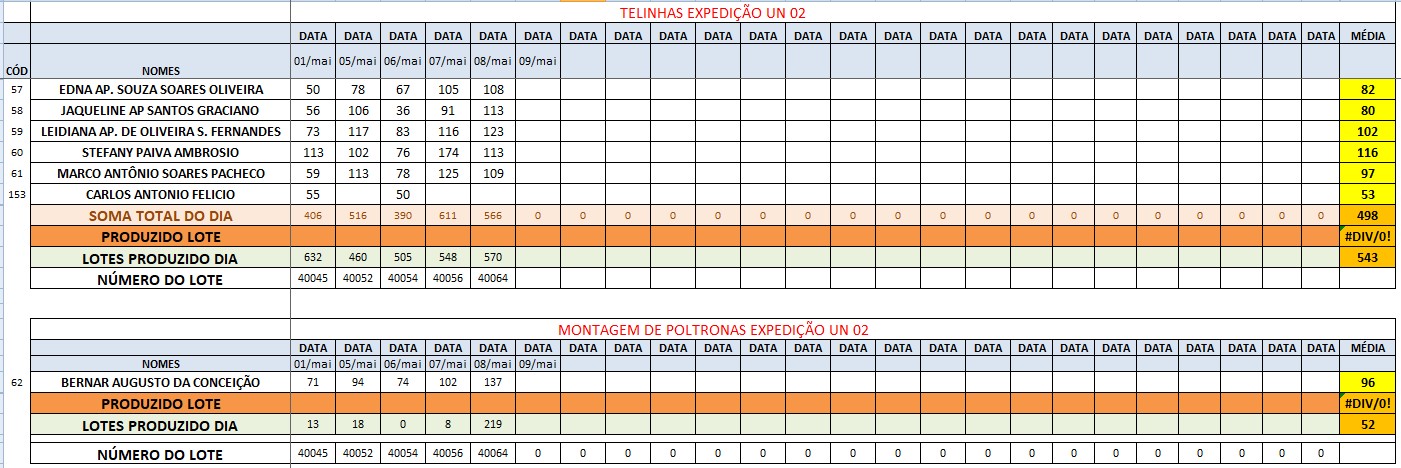 TELINHAS EXPEDIÇÃO UN 02
DATA DATA DATA DATA DATA DATA DATA DATA DATA DATA DATA DATA DATA DATA DATA DATA DATA DATA DATA DATA DATA DATA DATA MÉDIA
CÓD NOMES 01/mai 05/mai 06/mai 07/mai 08/mai 09/mai
57 EDNA AP. SOUZA SOARES OLIVEIRA 50 78 67 105 108 82
58 JAQUELINE AP SANTOS GRACIANO 56 106 36 91 113 80
59 LEIDIANA AP. DE OLIVEIRA S. FERNANDES 73 117 83 116 123 102
60 STEFANY PAIVA AMBROSIO 113 102 76 174 113 116
61 MARCO ANTÔNIO SOARES PACHECO 59 113 78 125 109 97
153 CARLOS ANTONIO FELICIO 55 50 53
SOMA TOTAL DO DIA 406 516 390 611 566 0 0 0 0 0 0 0 0 0 0 0 0 0 0 0 0 0 0 498
PRODUZIDO LOTE #DIV/0!
LOTES PRODUZIDO DIA 632 460 505 548 570 543
NÚMERO DO LOTE 40045 40052 40054 40056 40064
MONTAGEM DE POLTRONAS EXPEDIÇÃO UN 02
DATA DATA DATA DATA DATA DATA DATA DATA DATA DATA DATA DATA DATA DATA DATA DATA DATA DATA DATA DATA DATA DATA DATA MÉDIA
NOMES 01/mai 05/mai 06/mai 07/mai 08/mai 09/mai
62 BERNAR AUGUSTO DA CONCEIÇÃO 71 94 74 102 137 96
PRODUZIDO LOTE #DIV/0!
LOTES PRODUZIDO DIA 13 18 0 8 219 52
NÚMERO DO LOTE 40045 40052 40054 40056 40064 0 0 0 0 0 0 0 0 0 0 0 0 0 0 0 0 0 0